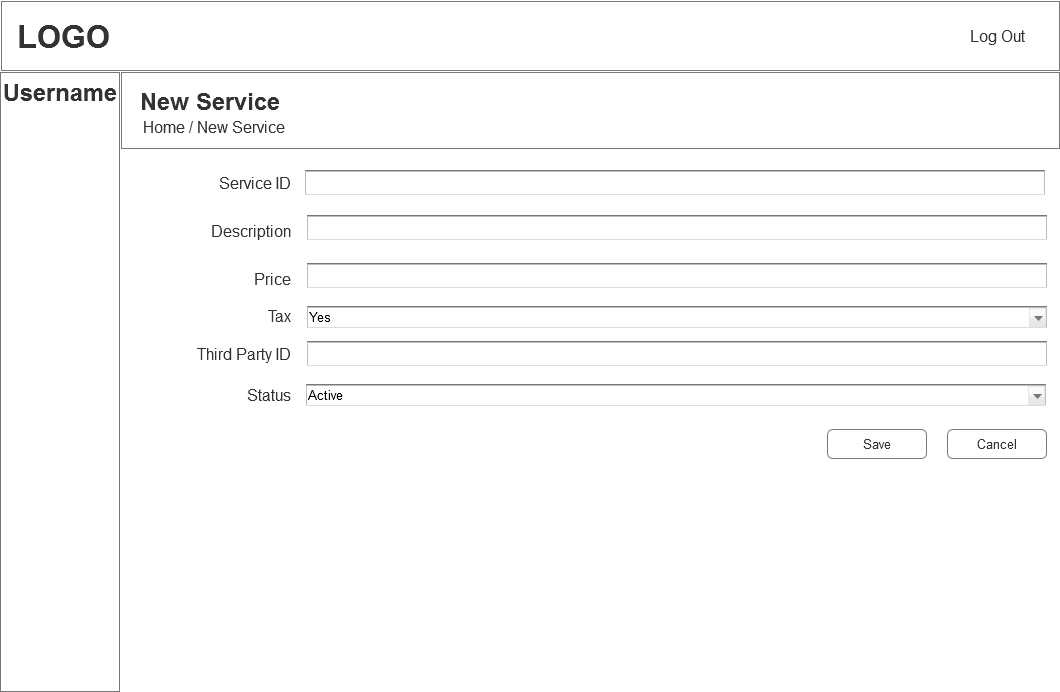 LOGO
Log Out
Username
New Service
Home / New Service
Service ID
Description
Price
Tax
Yes
Third Party ID
Status
Active
Save
Cancel